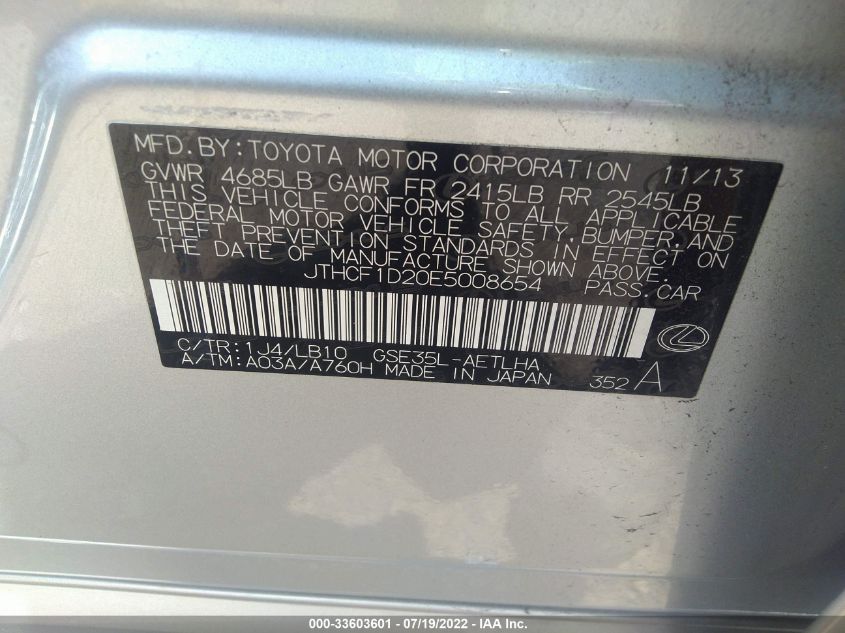 MFD.BY:TOYOTA MOTOR CORPORATION 11/13
GVWR 4685LB GAWR FR 2415LB RR 2545LB
THIS VEHICLE CONFORMS TO ALL APPLICABLE
FEDERAL MOTOR VEHICLE SAFETY,BUMPER,AND
THEFT PREVENTION STANDARDS IN EFFECT ON
THE DATE OF MANUFACTURE SHOWN ABOVE.
JTHCF1D20E5008654 PASS.CAR
C/TR:1J4/LB10 GSE35L-AETLHA
A/TM:A03A/A760H MADE IN JAPAN 352A
000-33603601 - 07/19/2022 - IAA Inc.